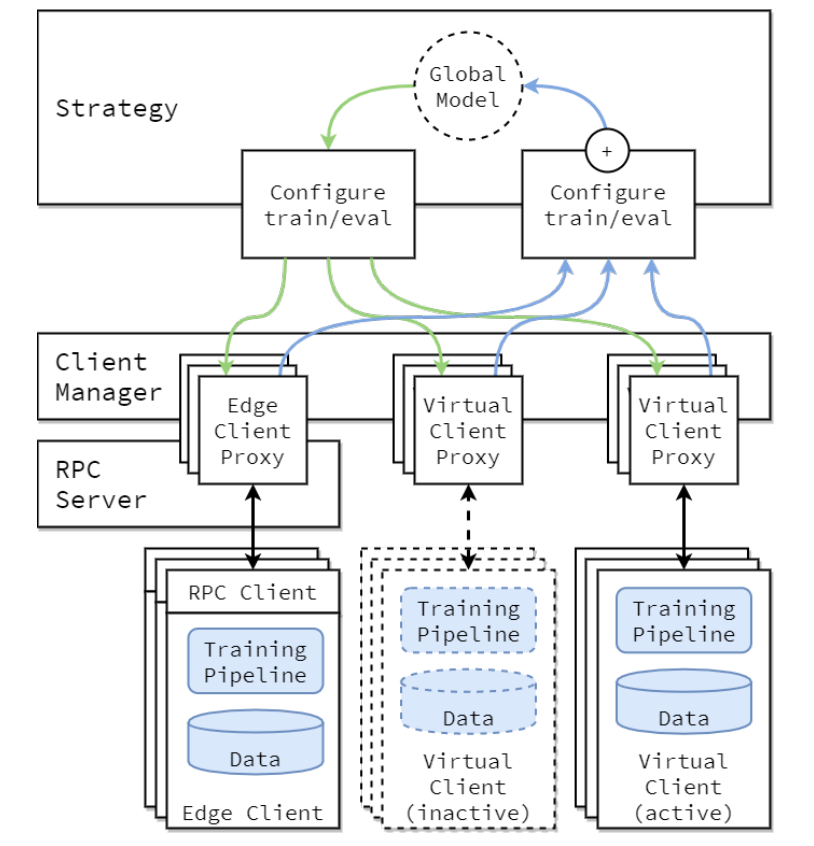 Global
Model
Strategy
+
Configure
train/eval
Configure
train/eval
Client
Manager
Edge
Client
Proxy
Virtual
Client
Proxy
Virtual
Client
Proxy
RPC
Server
RPC Client
Training
Pipeline
Data
Edge Client
Training
Pipeline
Data
Virtual
Client
(inactive)
Training
Pipeline
Data
Virtual
Client
(active)